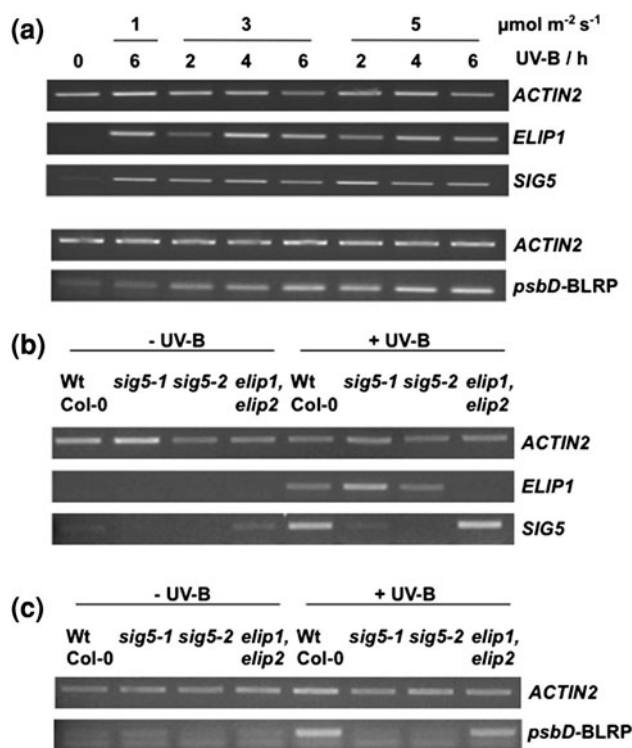 (a)
1 3 5 μmol m⁻² s⁻¹
0 6 2 4 6 2 4 6 UV-B / h
ACTIN2
ELIP1
SIG5
ACTIN2
psbD-BLRP
(b)
- UV-B + UV-B
Wt sig5-1 sig5-2 elip1, Wt sig5-1 sig5-2 elip1,
Col-0 elip2 Col-0 elip2
ACTIN2
ELIP1
SIG5
(c)
- UV-B + UV-B
Wt sig5-1 sig5-2 elip1, Wt sig5-1 sig5-2 elip1,
Col-0 elip2 Col-0 elip2
ACTIN2
psbD-BLRP